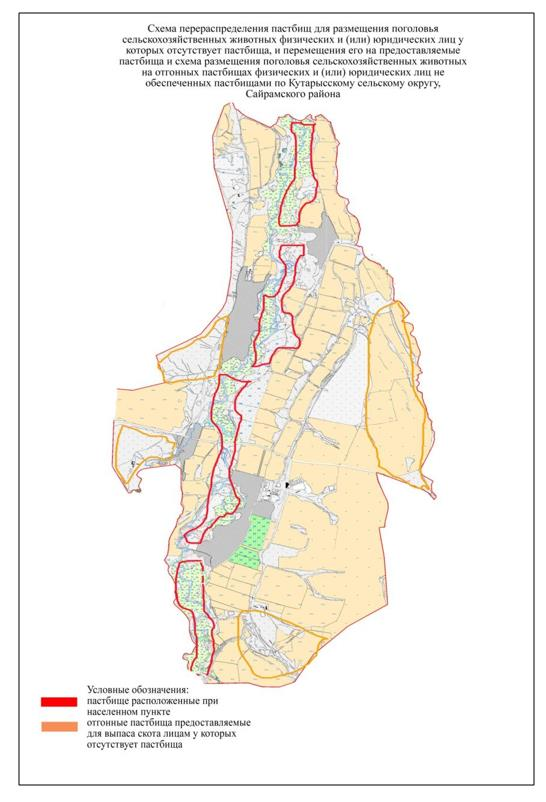 Схема перераспределения пастбищ для размещения поголовья
сельскохозяйственных животных физических и (или) юридических лиц у
которых отсутствует пастбища, и перемещения его на предоставляемые
пастбища и схема размещения поголовья сельскохозяйственных животных
на отгонных пастбищах физических и (или) юридических лиц не
обеспеченных пастбищами по Кутарысскому сельскому округу,
Сайрамского района
Условные обозначения:
пастбище расположенные при
населенном пункте
отгонные пастбища предоставляемые
для выпаса скота лицам у которых
отсутствует пастбища